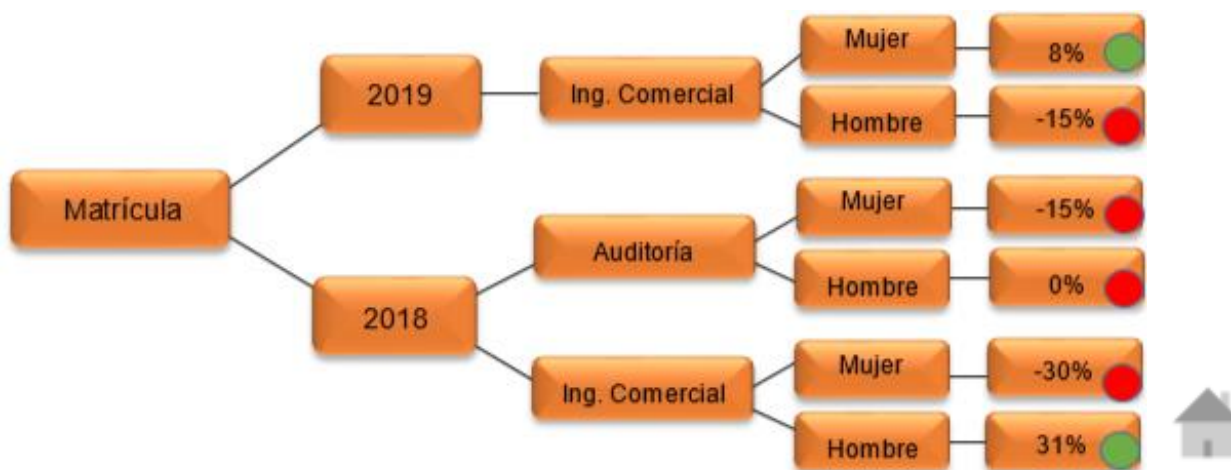 Matrícula
2019
Ing. Comercial
Mujer
8%
Hombre
-15%
2018
Auditoría
Mujer
-15%
Hombre
0%
Ing. Comercial
Mujer
-30%
Hombre
31%